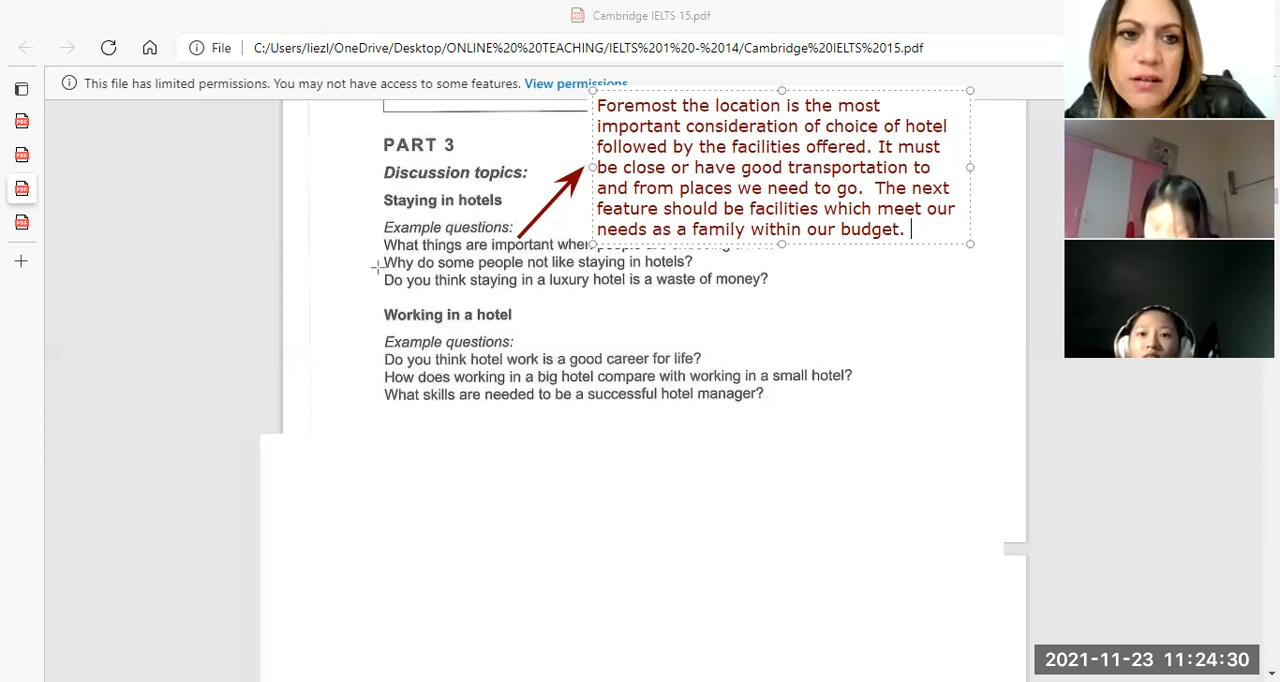 Cambridge IELTS 15.pdf
File C:/Users/liezl/OneDrive/Desktop/ONLINE%20%20TEACHING/IELTS%201%20-%2014/Cambridge%20IELTS%2015.pdf
This file has limited permissions. You may not have access to some features. View permissions
Foremost the location is the most
important consideration of choice of hotel
followed by the facilities offered. It must
be close or have good transportation to
and from places we need to go. The next
feature should be facilities which meet our
needs as a family within our budget.
PART 3
Discussion topics:
Staying in hotels
Example questions:
What things are important when
Why do some people not like staying in hotels?
Do you think staying in a luxury hotel is a waste of money?
Working in a hotel
Example questions:
Do you think hotel work is a good career for life?
How does working in a big hotel compare with working in a small hotel?
What skills are needed to be a successful hotel manager?
2021-11-23 11:24:30